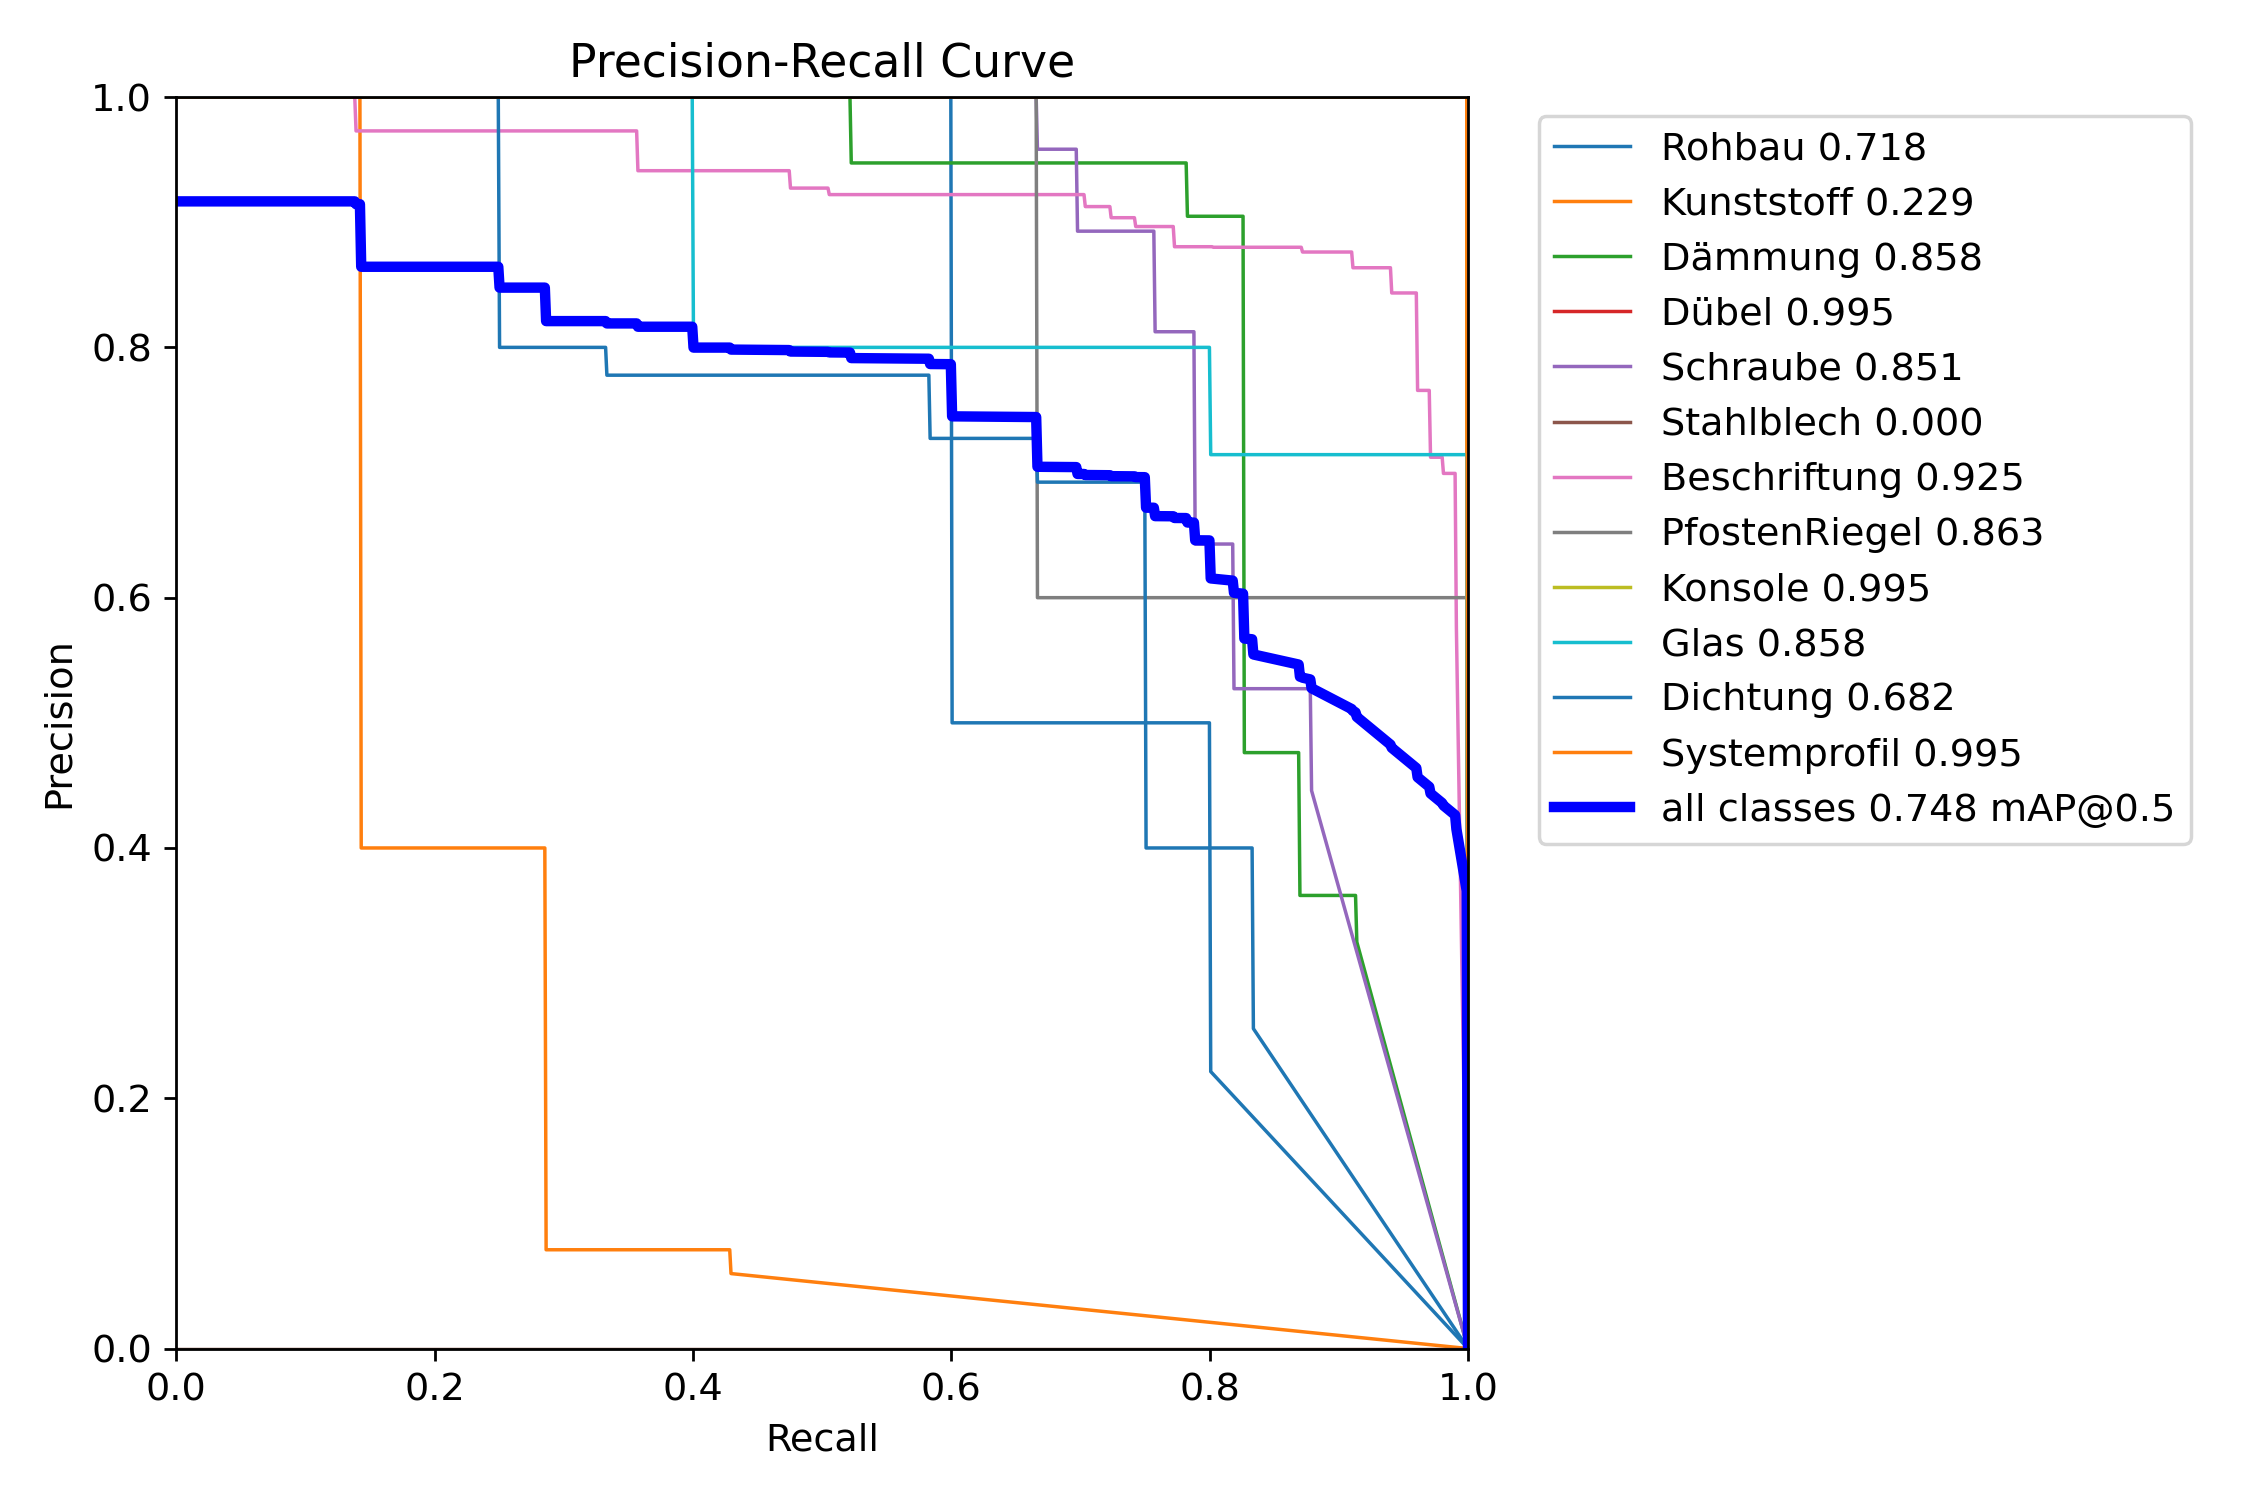 Precision-Recall Curve
1.0
0.8
0.6
0.4
0.2
0.0
Precision
0.0 0.2 0.4 0.6 0.8 1.0
Recall
Rohbau 0.718
Kunststoff 0.229
Dämmung 0.858
Dübel 0.995
Schraube 0.851
Stahlblech 0.000
Beschriftung 0.925
PfostenRiegel 0.863
Konsole 0.995
Glas 0.858
Dichtung 0.682
Systemprofil 0.995
all classes 0.748 mAP@0.5